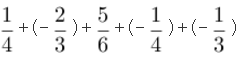 1/4 + (− 2/3 ) + 5/6 + (− 1/4 ) + (− 1/3 )